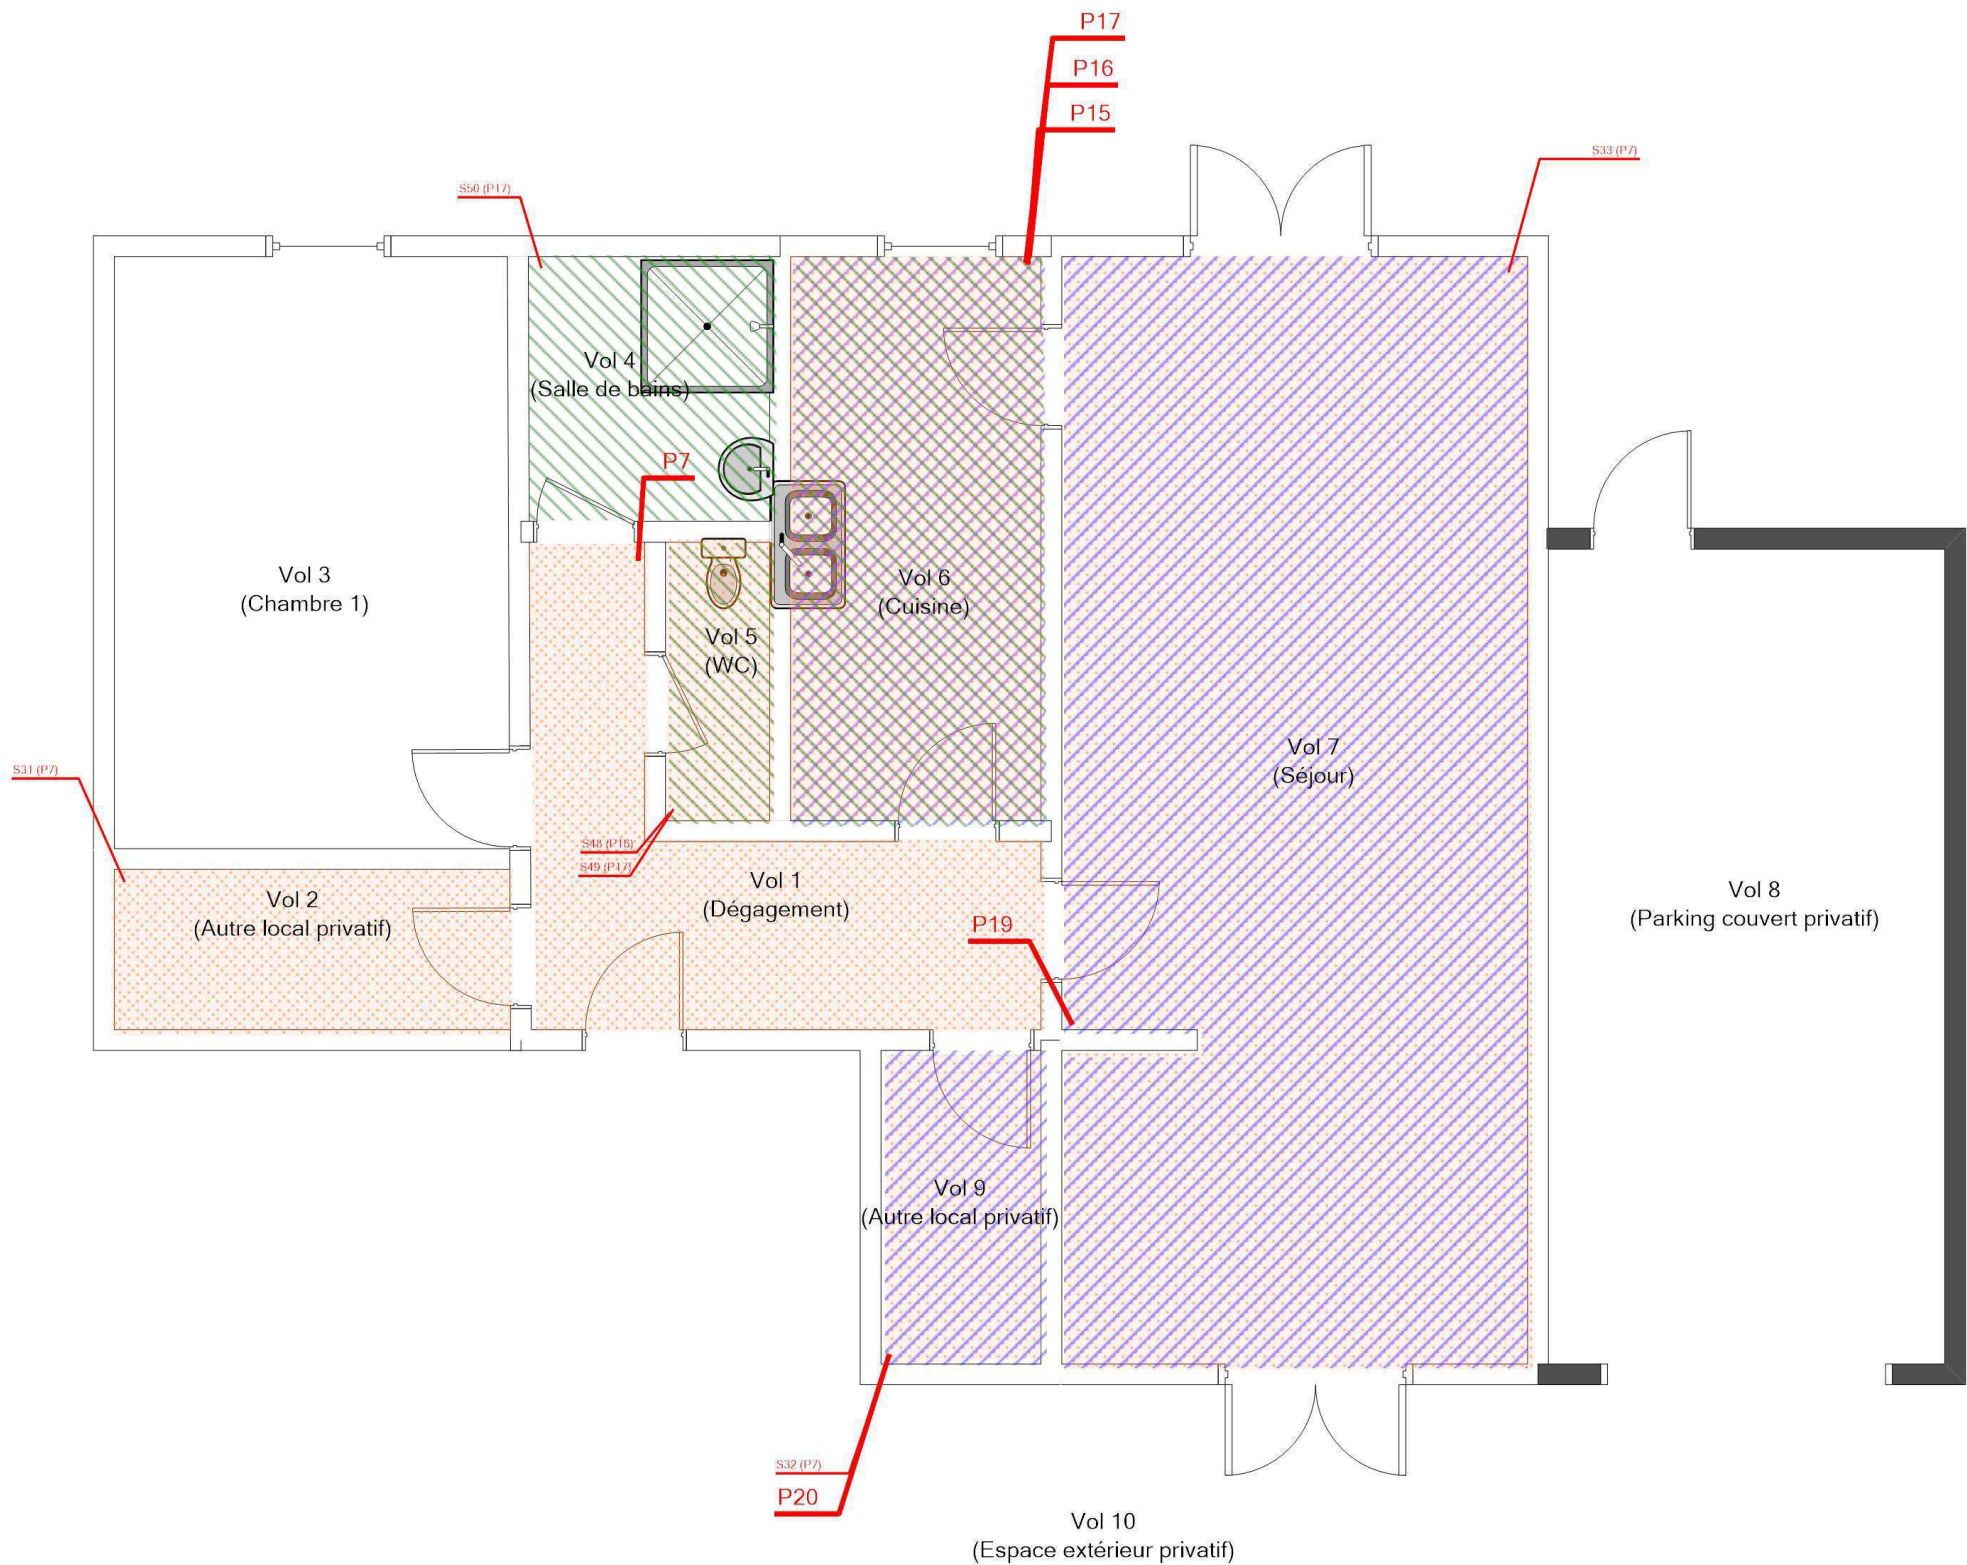 P17
P16
P15
S33 (P7)
S50 (P17)
Vol 4
(Salle de bains)
P7
Vol 3
(Chambre 1)
Vol 6
(Cuisine)
Vol 5
(WC)
Vol 7
(Séjour)
S31 (P7)
S48 (P16)
S49 (P17)
Vol 1
(Dégagement)
Vol 2
(Autre local privatif)
Vol 8
(Parking couvert privatif)
P19
Vol 9
(Autre local privatif)
S32 (P7)
P20
Vol 10
(Espace extérieur privatif)